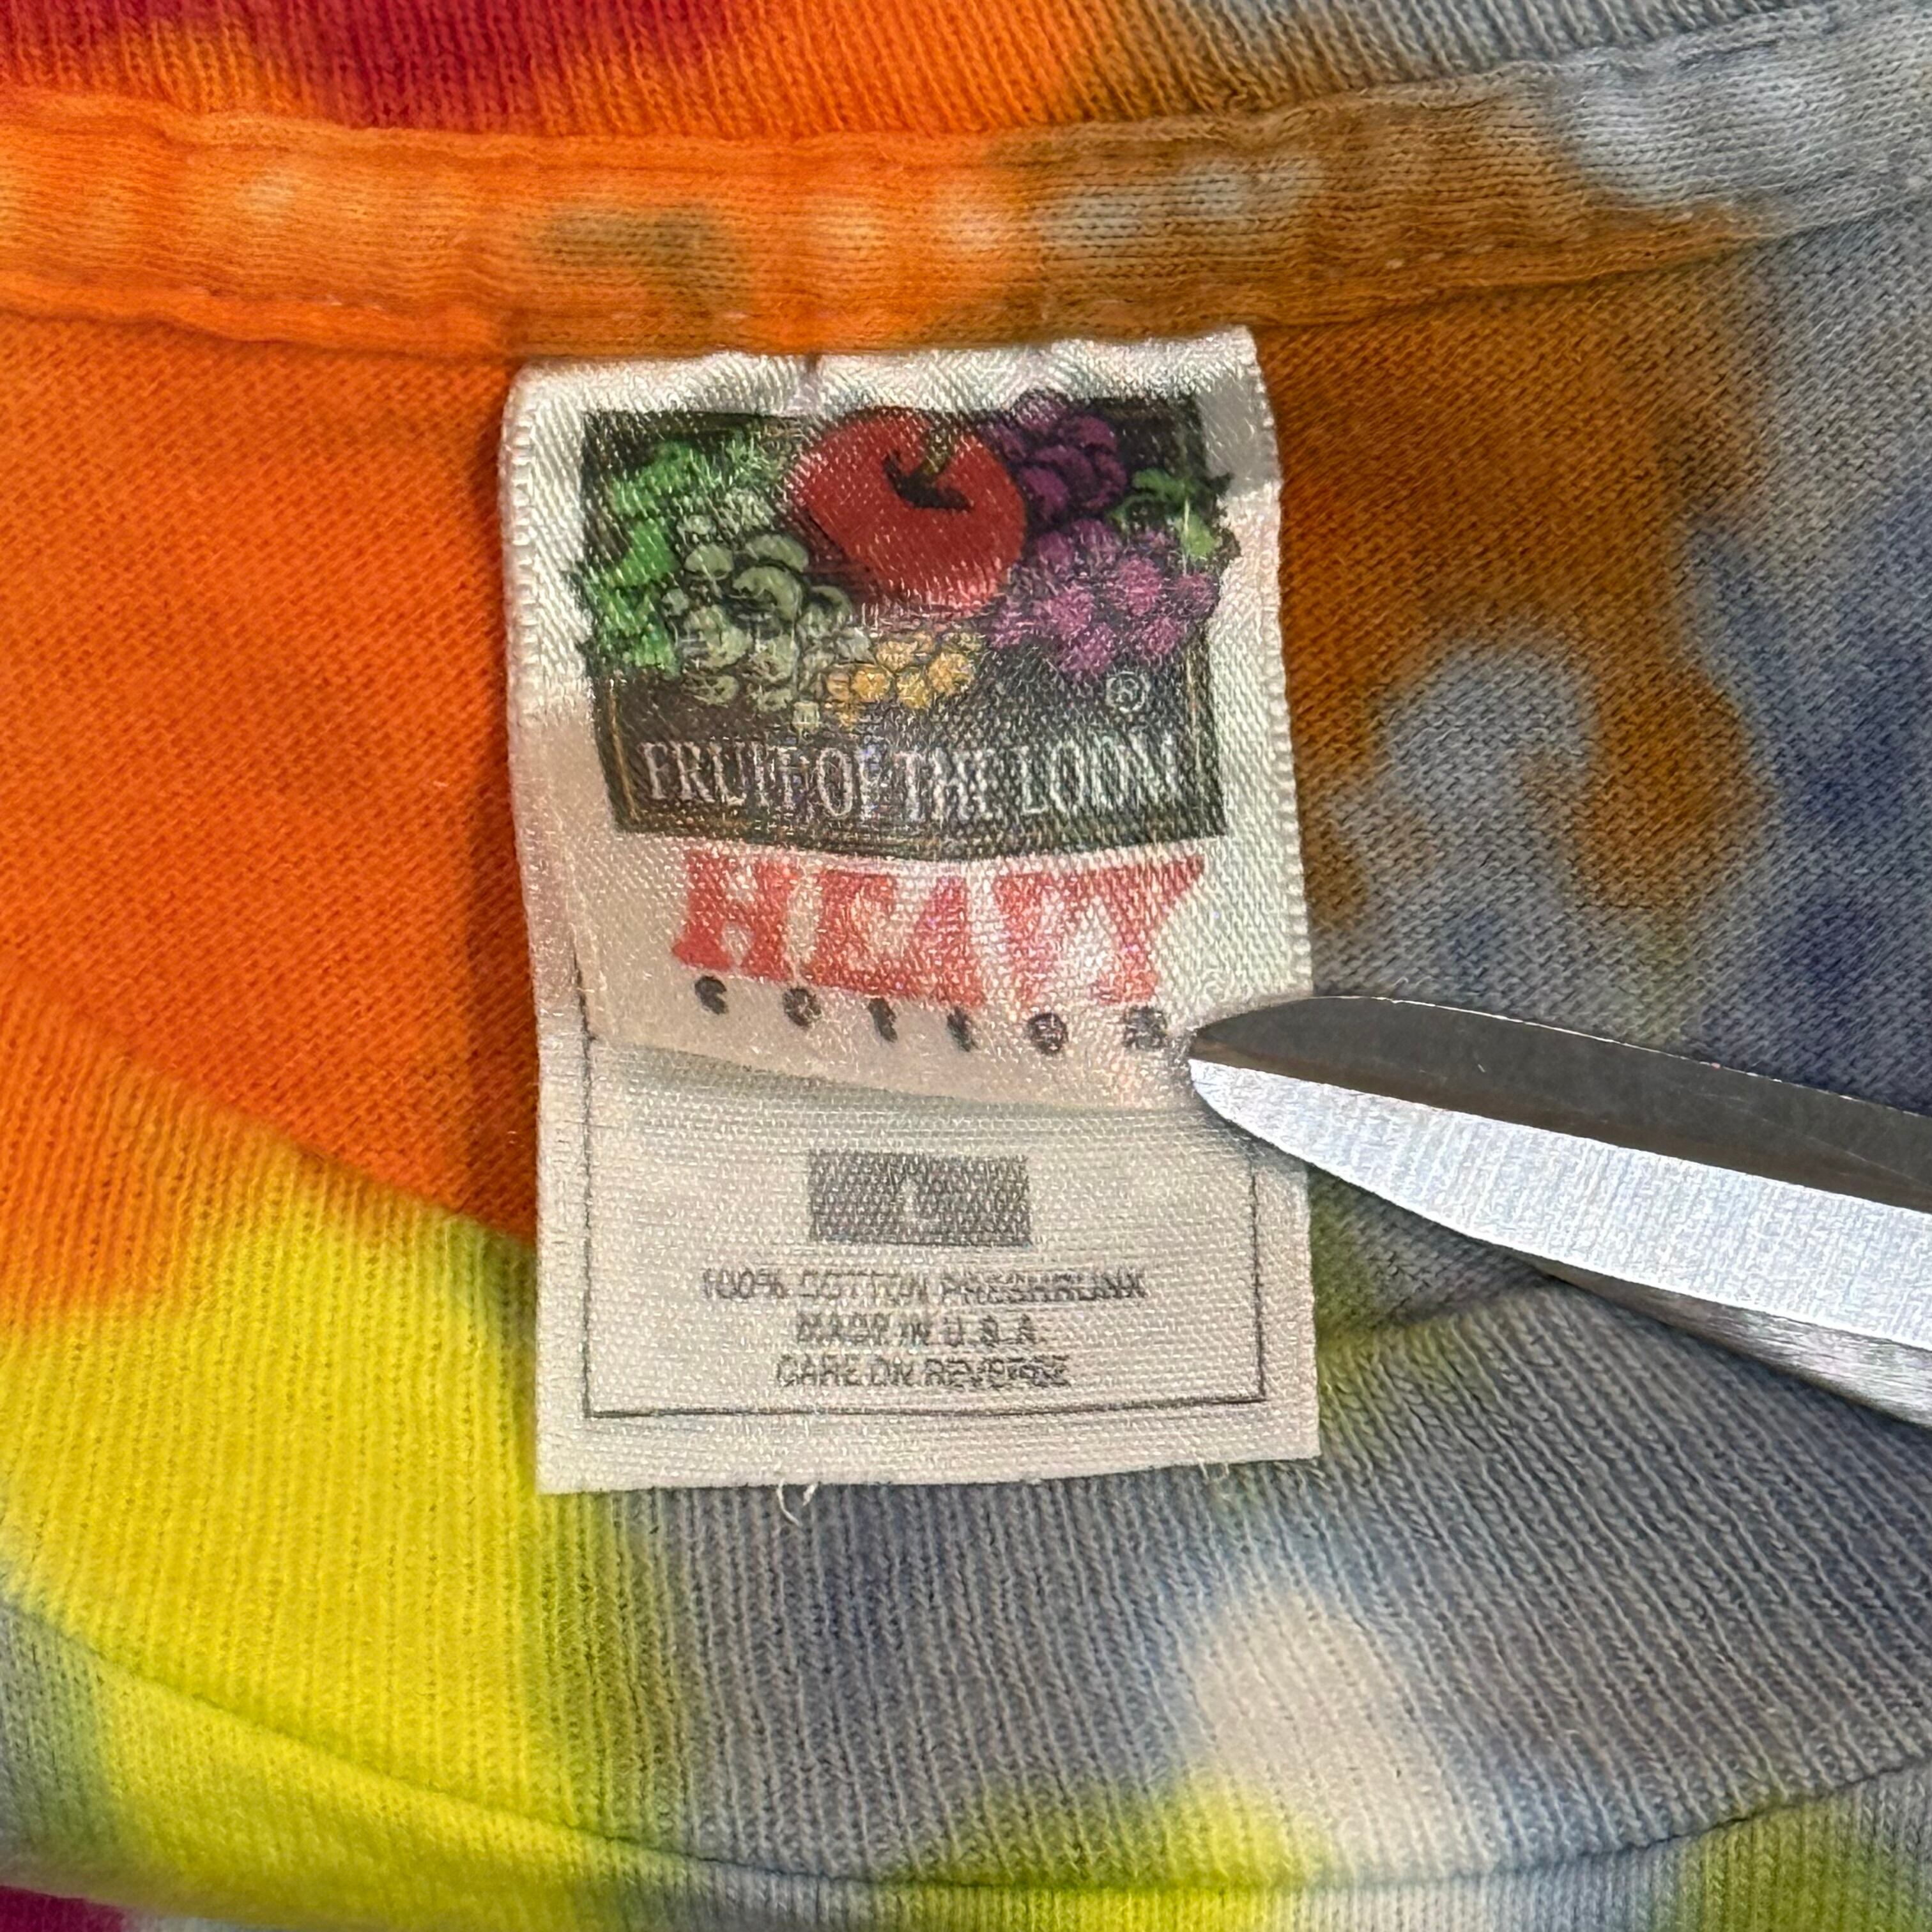 ®
FRUIT OF THE LOOM
HEAVY
cotton
L
100% COTTON PRESHRUNK
MADE IN U.S.A.
CARE ON REVERSE